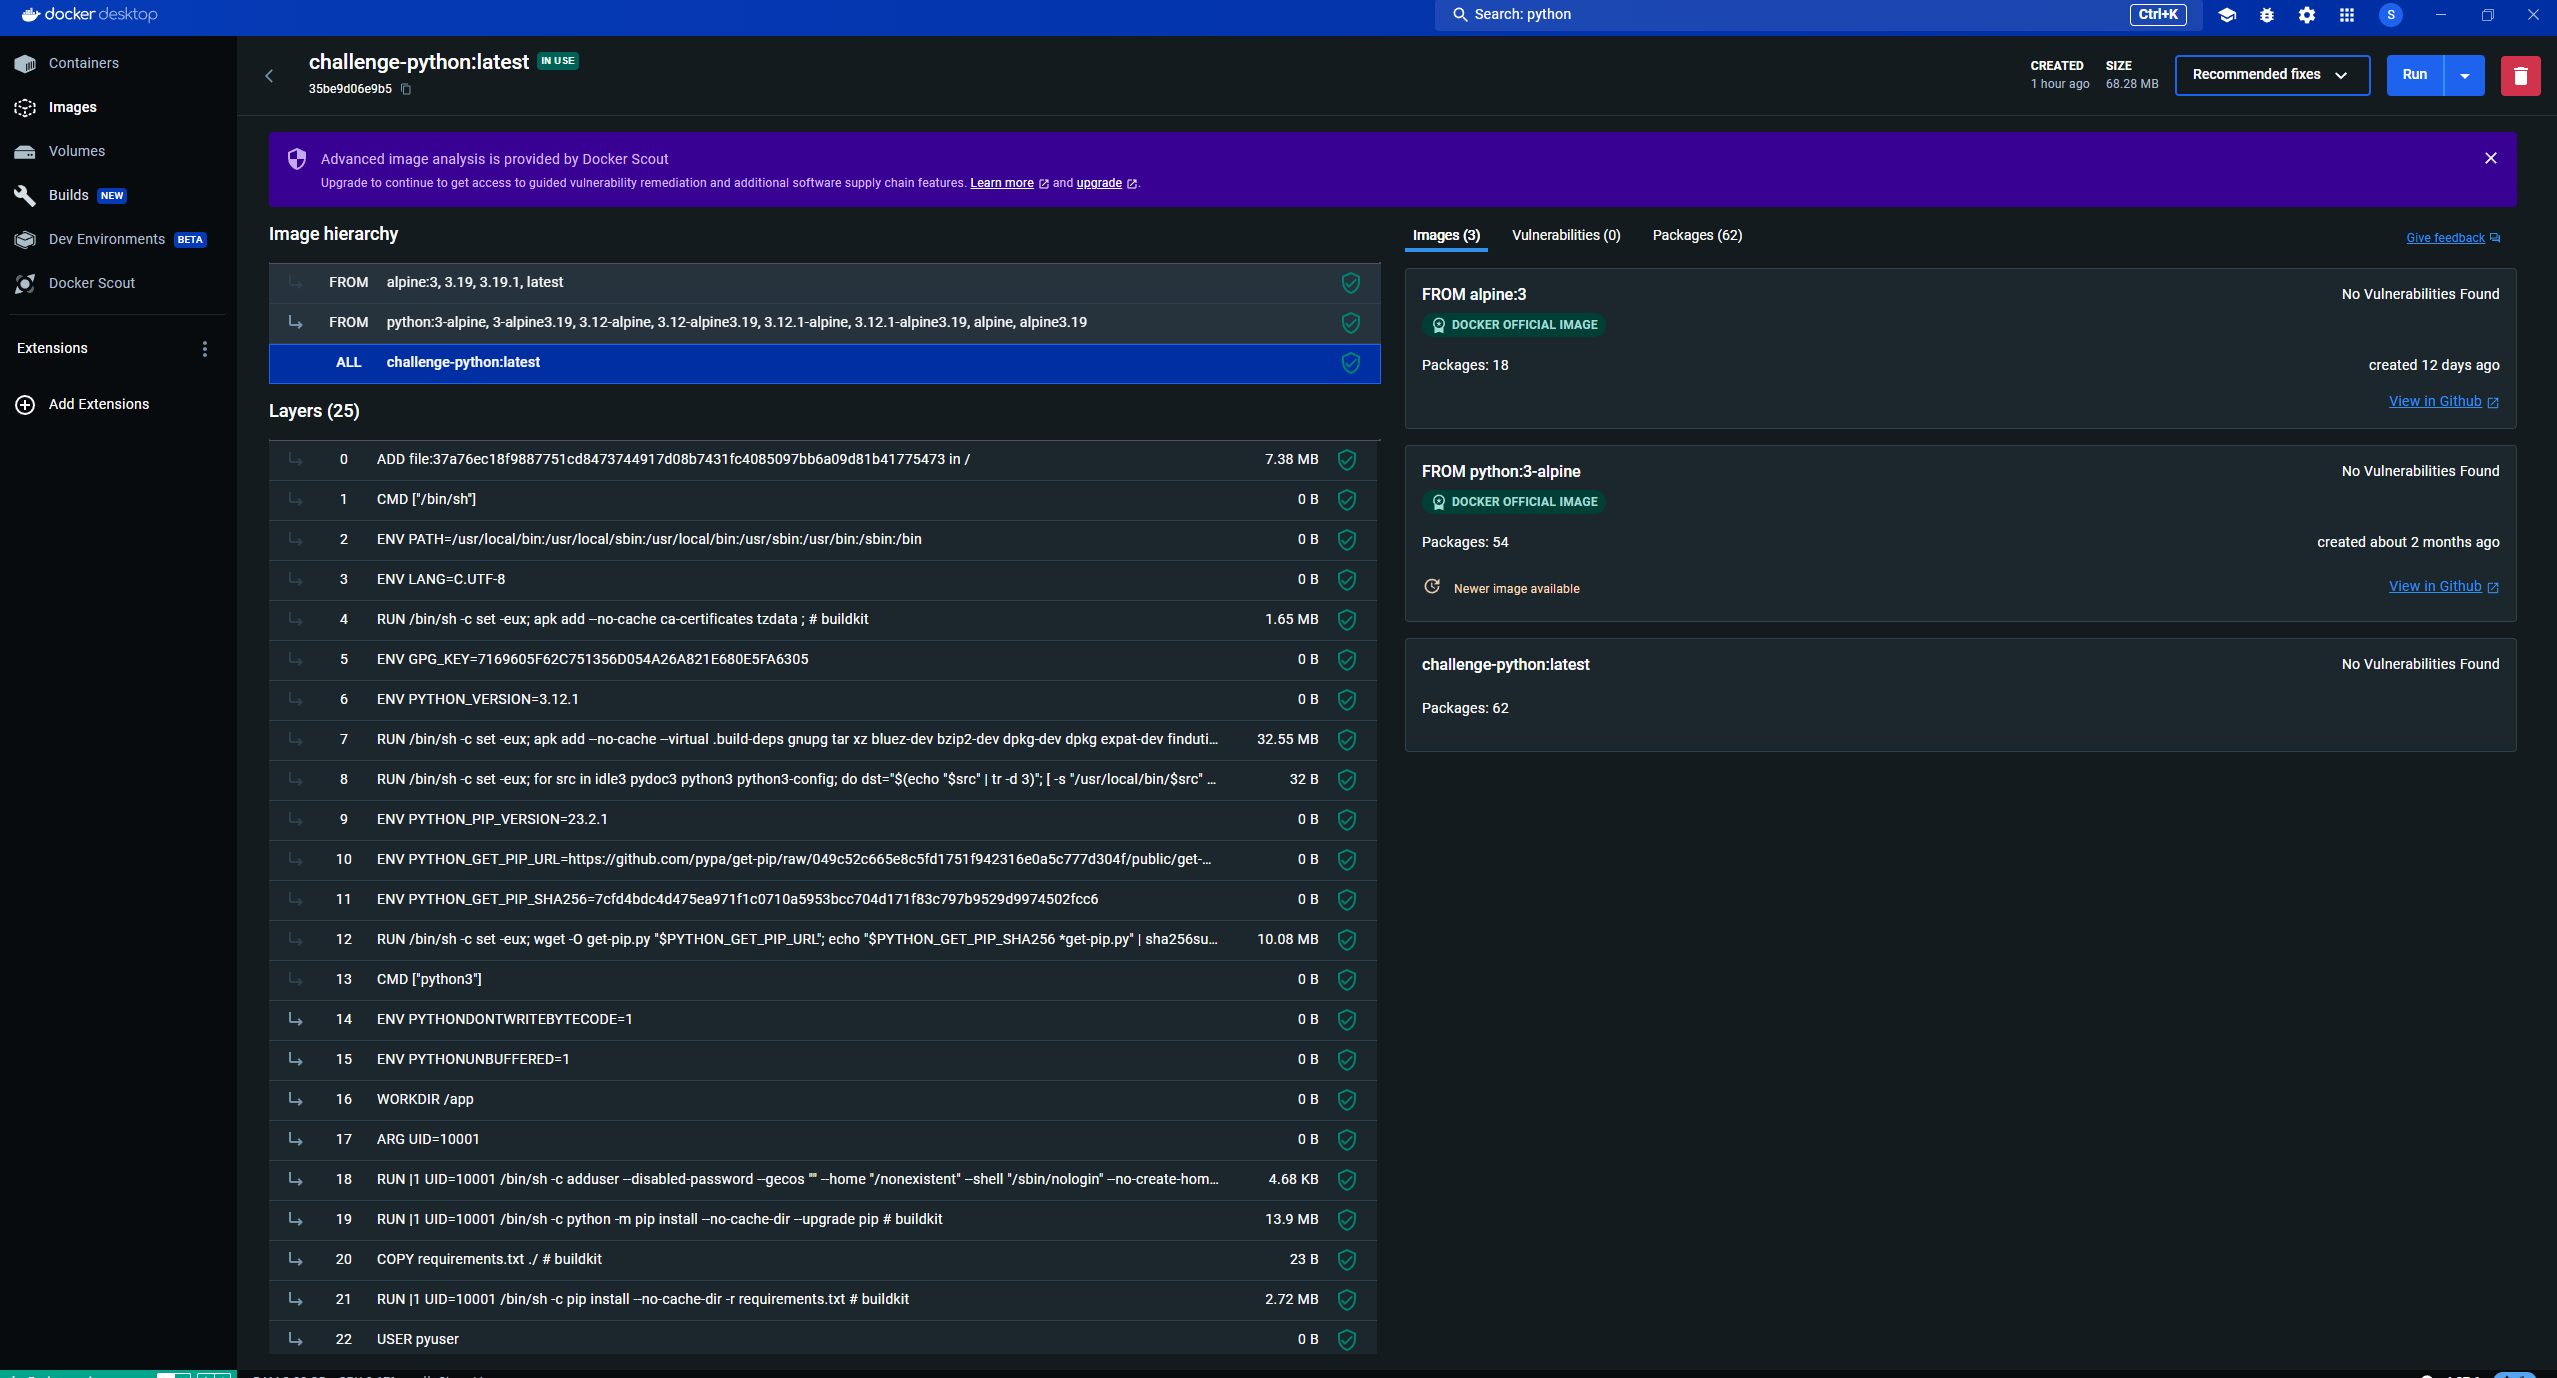 docker desktop
Search: python
Ctrl+K
S
Containers
Images
Volumes
Builds NEW
Dev Environments BETA
Docker Scout
Extensions
Add Extensions
challenge-python:latest IN USE
35be9d06e9b5
CREATED
1 hour ago
SIZE
68.28 MB
Recommended fixes
Run
Advanced image analysis is provided by Docker Scout
Upgrade to continue to get access to guided vulnerability remediation and additional software supply chain features. Learn more and upgrade .
Image hierarchy
FROM alpine:3, 3.19, 3.19.1, latest
FROM python:3-alpine, 3-alpine3.19, 3.12-alpine, 3.12-alpine3.19, 3.12.1-alpine, 3.12.1-alpine3.19, alpine, alpine3.19
ALL challenge-python:latest
Layers (25)
0 ADD file:37a76ec18f9887751cd8473744917d08b7431fc4085097bb6a09d81b41775473 in / 7.38 MB
1 CMD ["/bin/sh"] 0 B
2 ENV PATH=/usr/local/bin:/usr/local/sbin:/usr/local/bin:/usr/sbin:/usr/bin:/sbin:/bin 0 B
3 ENV LANG=C.UTF-8 0 B
4 RUN /bin/sh -c set -eux; apk add --no-cache ca-certificates tzdata ; # buildkit 1.65 MB
5 ENV GPG_KEY=7169605F62C751356D054A26A821E680E5FA6305 0 B
6 ENV PYTHON_VERSION=3.12.1 0 B
7 RUN /bin/sh -c set -eux; apk add --no-cache --virtual .build-deps gnupg tar xz bluez-dev bzip2-dev dpkg-dev dpkg expat-dev finduti... 32.55 MB
8 RUN /bin/sh -c set -eux; for src in idle3 pydoc3 python3 python3-config; do dst="$(echo "$src" | tr -d 3)"; [ -s "/usr/local/bin/$src" ... 32 B
9 ENV PYTHON_PIP_VERSION=23.2.1 0 B
10 ENV PYTHON_GET_PIP_URL=https://github.com/pypa/get-pip/raw/049c52c665e8c5fd1751f942316e0a5c777d304f/public/get-... 0 B
11 ENV PYTHON_GET_PIP_SHA256=7cfd4bdc4d475ea971f1c0710a5953bcc704d171f83c797b9529d9974502fcc6 0 B
12 RUN /bin/sh -c set -eux; wget -O get-pip.py "$PYTHON_GET_PIP_URL"; echo "$PYTHON_GET_PIP_SHA256 *get-pip.py" | sha256su... 10.08 MB
13 CMD ["python3"] 0 B
14 ENV PYTHONDONTWRITEBYTECODE=1 0 B
15 ENV PYTHONUNBUFFERED=1 0 B
16 WORKDIR /app 0 B
17 ARG UID=10001 0 B
18 RUN |1 UID=10001 /bin/sh -c adduser --disabled-password --gecos "" --home "/nonexistent" --shell "/sbin/nologin" --no-create-hom... 4.68 KB
19 RUN |1 UID=10001 /bin/sh -c python -m pip install --no-cache-dir --upgrade pip # buildkit 13.9 MB
20 COPY requirements.txt ./ # buildkit 23 B
21 RUN |1 UID=10001 /bin/sh -c pip install --no-cache-dir -r requirements.txt # buildkit 2.72 MB
22 USER pyuser 0 B
Images (3)
Vulnerabilities (0)
Packages (62)
Give feedback
FROM alpine:3
No Vulnerabilities Found
DOCKER OFFICIAL IMAGE
Packages: 18
created 12 days ago
View in Github
FROM python:3-alpine
No Vulnerabilities Found
DOCKER OFFICIAL IMAGE
Packages: 54
created about 2 months ago
Newer image available
View in Github
challenge-python:latest
No Vulnerabilities Found
Packages: 62